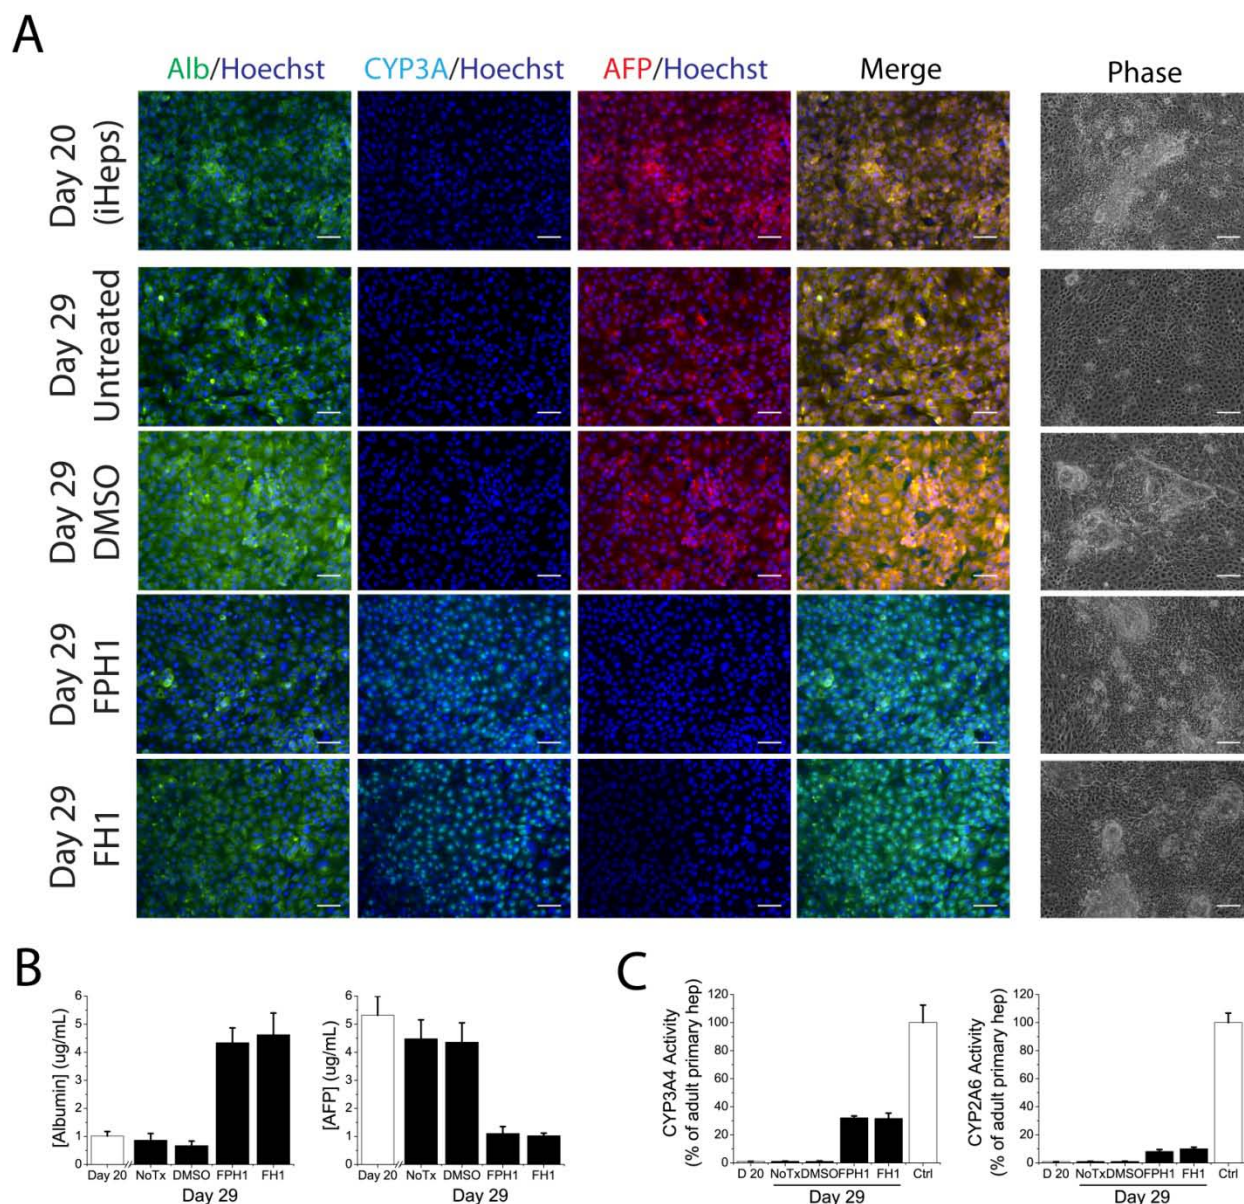 A
Alb/Hoechst CYP3A/Hoechst AFP/Hoechst Merge Phase
Day 20
(iHeps)
Day 29
Untreated
Day 29
DMSO
Day 29
FPH1
Day 29
FH1
B
[Albumin] (ug/mL)
6
5
4
3
2
1
0
Day 20 NoTx DMSO FPH1 FH1
Day 29
[AFP] (ug/mL)
6
5
4
3
2
1
0
Day 20 NoTx DMSO FPH1 FH1
Day 29
C
CYP3A4 Activity
(% of adult primary hep)
120
100
80
60
40
20
0
D 20 NoTx DMSO FPH1 FH1 Ctrl
Day 29
CYP2A6 Activity
(% of adult primary hep)
120
100
80
60
40
20
0
D 20 NoTx DMSO FPH1 FH1 Ctrl
Day 29